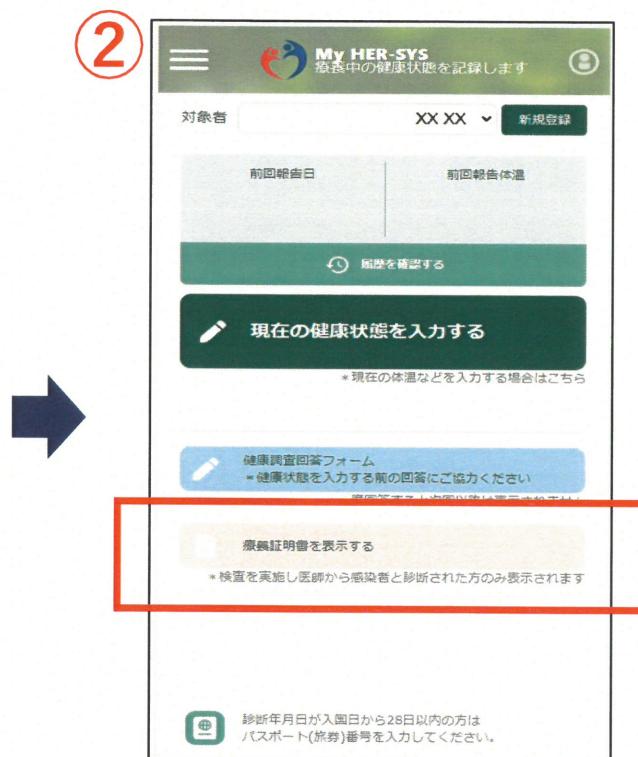 ②
My HER-SYS
療養中の健康状態を記録します
対象者 XX XX 新規登録
前回報告日 前回報告体温
履歴を確認する
現在の健康状態を入力する
*現在の体温などを入力する場合はこちら
健康調査回答フォーム
*健康状態を入力する前の回答にご協力ください
療養証明書を表示する
*検査を実施し医師から感染者と診断された方のみ表示されます
診断年月日が入国日から28日以内の方は
パスポート(旅券)番号を入力してください。